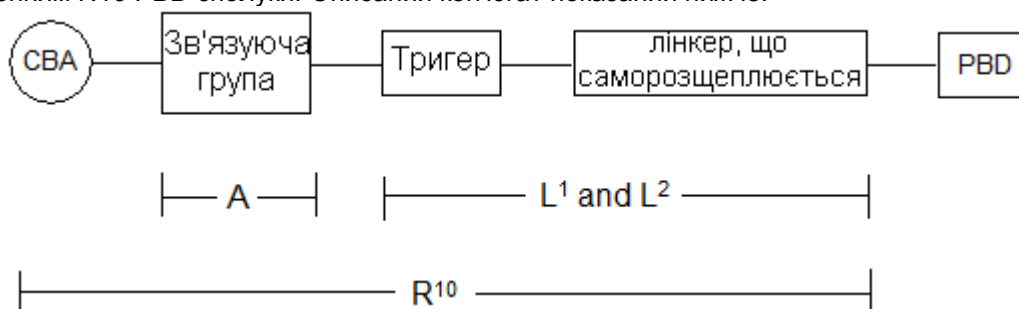 СВА
Зв'язуюча
група
Тригер
лінкер, що
саморозщеплюється
PBD
A
L¹ and L²
R¹⁰